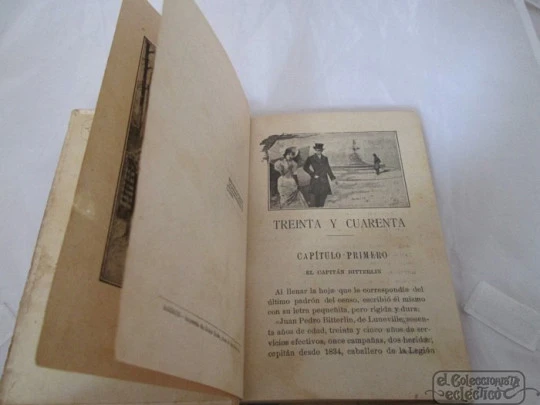 TREINTA Y CUARENTA
CAPÍTULO PRIMERO
EL CAPITÁN BITTERLIN
Al llenar la hoja que le correspondía del
último padrón del censo, escribió él mismo
con su letra pequeñita, pero rígida y dura:
«Juan Pedro Bitterlin, de Luneville, sesenta
años de edad, treinta y cinco años de ser-
vicios efectivos, once campañas, dos heridas,
capitán desde 1834, caballero de la Legión
el Coleccionista
ecléctico